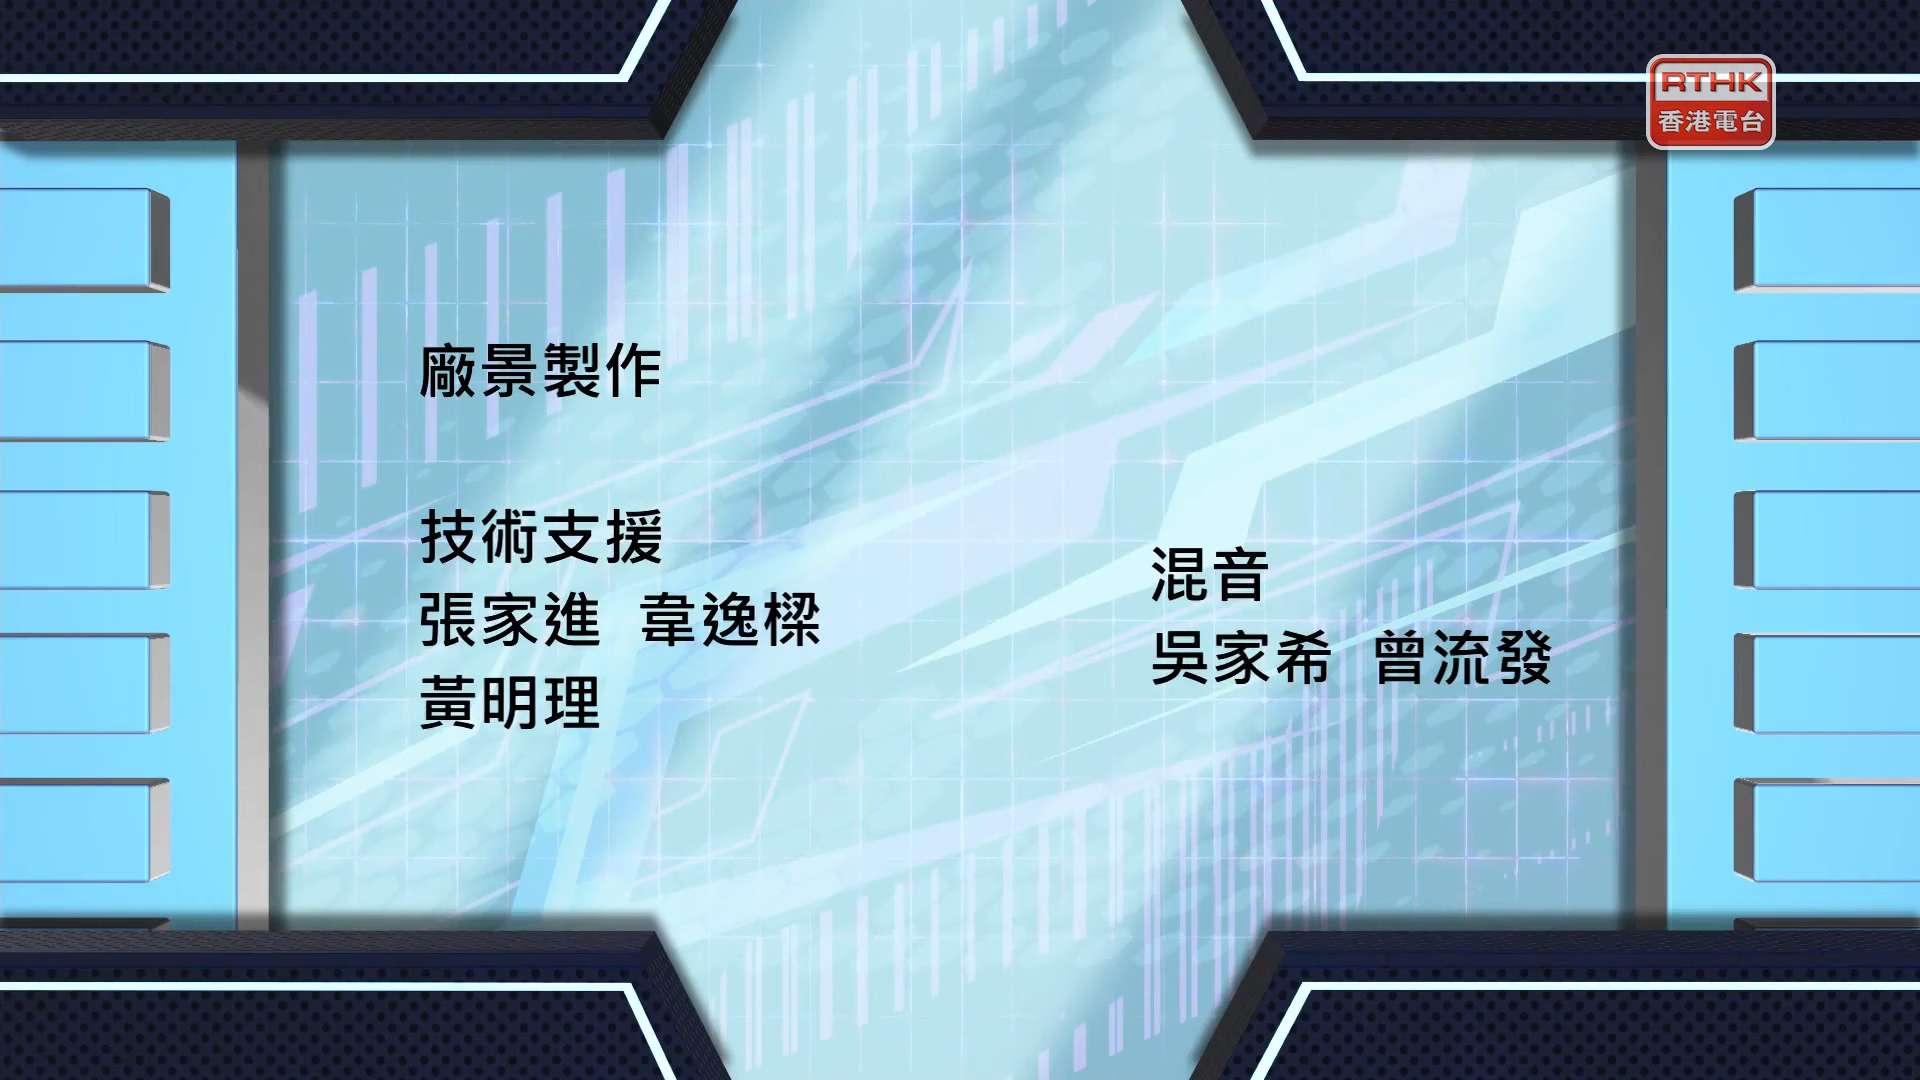 RTHK
香港電台
廠景製作
技術支援
張家進 韋逸樑
黃明理
混音
吳家希 曾流發